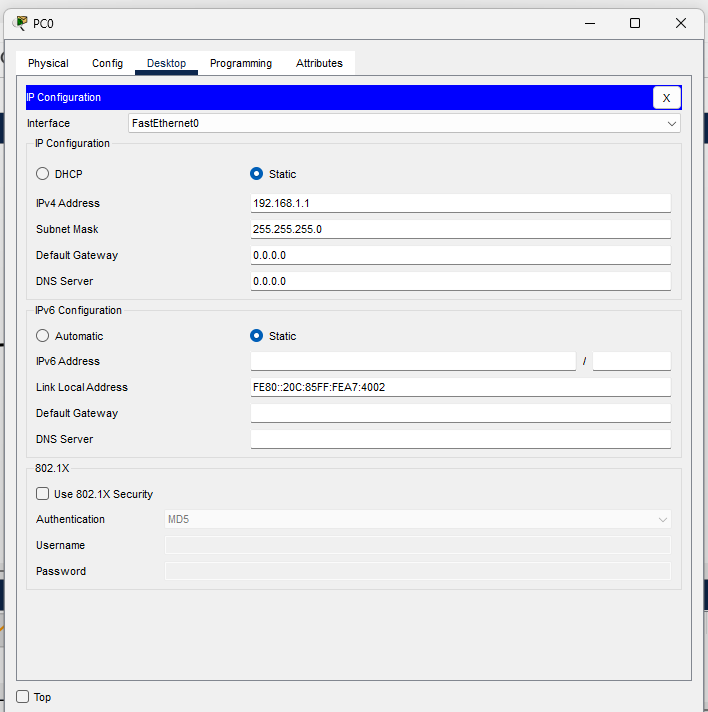 PC0
Physical Config Desktop Programming Attributes
IP Configuration X
Interface FastEthernet0
IP Configuration
DHCP Static
IPv4 Address 192.168.1.1
Subnet Mask 255.255.255.0
Default Gateway 0.0.0.0
DNS Server 0.0.0.0
IPv6 Configuration
Automatic Static
IPv6 Address /
Link Local Address FE80::20C:85FF:FEA7:4002
Default Gateway
DNS Server
802.1X
Use 802.1X Security
Authentication MD5
Username
Password
Top